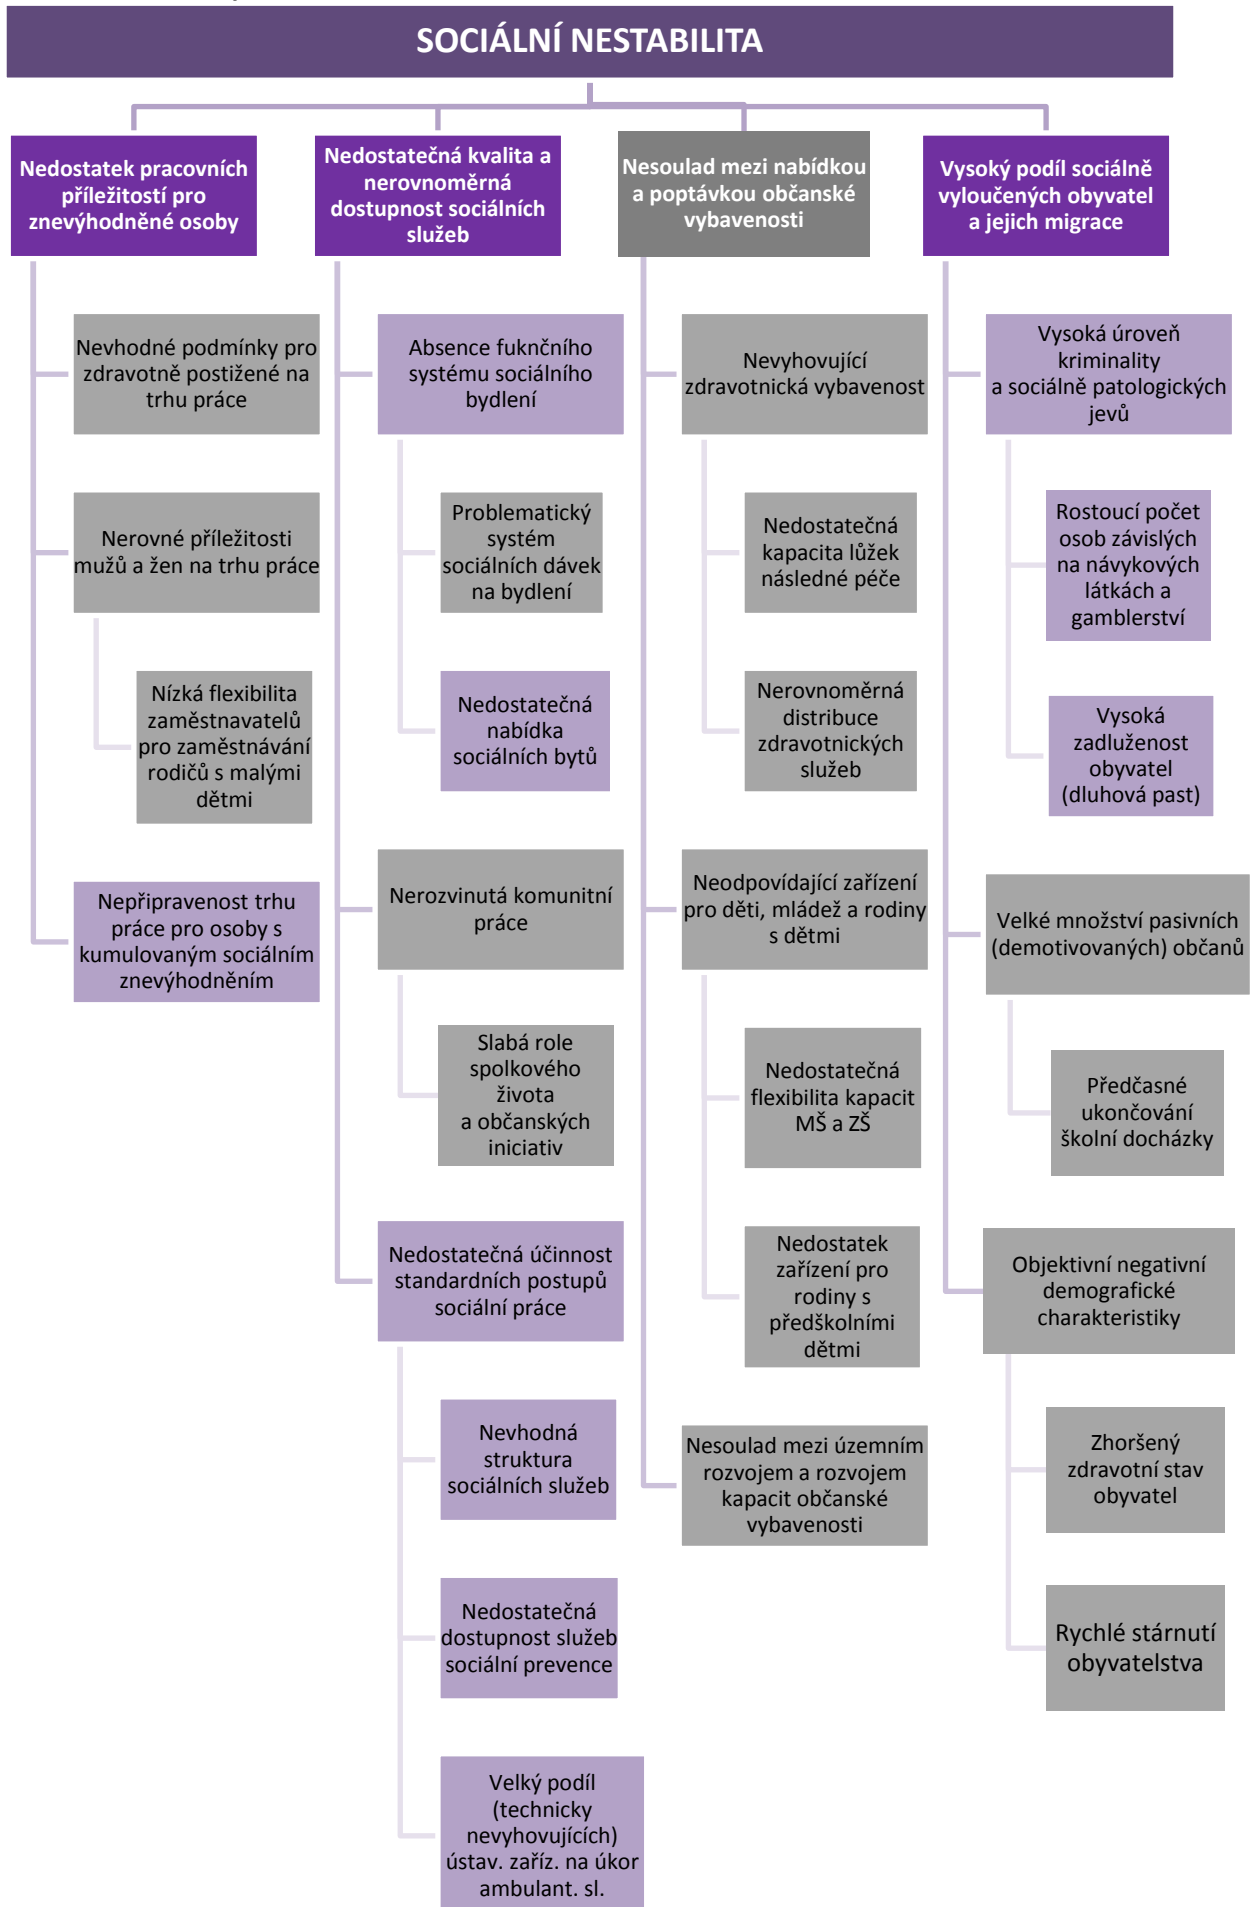 SOCIÁLNÍ NESTABILITA
Nedostatek pracovních
příležitostí pro
znevýhodněné osoby
Nevhodné podmínky pro
zdravotně postižené na
trhu práce
Nerovné příležitosti
mužů a žen na trhu práce
Nízká flexibilita
zaměstnavatelů
pro zaměstnávání
rodičů s malými
dětmi
Nepřipravenost trhu
práce pro osoby s
kumulovaným sociálním
znevýhodněním
Nedostatečná kvalita a
nerovnoměrná
dostupnost sociálních
služeb
Absence fuknčního
systému sociálního
bydlení
Problematický
systém
sociálních dávek
na bydlení
Nedostatečná
nabídka
sociálních bytů
Nerozvinutá komunitní
práce
Slabá role
spolkového
života
a občanských
iniciativ
Nedostatečná účinnost
standardních postupů
sociální práce
Nevhodná
struktura
sociálních služeb
Nedostatečná
dostupnost služeb
sociální prevence
Velký podíl
(technicky
nevyhovujících)
ústav. zaříz. na úkor
ambulant. sl.
Nesoulad mezi nabídkou
a poptávkou občanské
vybavenosti
Nevyhovující
zdravotnická vybavenost
Nedostatečná
kapacita lůžek
následné péče
Nerovnoměrná
distribuce
zdravotnických
služeb
Neodpovídající zařízení
pro děti, mládež a rodiny
s dětmi
Nedostatečná
flexibilita kapacit
MŠ a ZŠ
Nedostatek
zařízení pro
rodiny s
předškolními
dětmi
Nesoulad mezi územním
rozvojem a rozvojem
kapacit občanské
vybavenosti
Vysoký podíl sociálně
vyloučených obyvatel
a jejich migrace
Vysoká úroveň
kriminality
a sociálně patologických
jevů
Rostoucí počet
osob závislých
na návykových
látkách a
gamblerství
Vysoká
zadluženost
obyvatel
(dluhová past)
Velké množství pasivních
(demotivovaných) občanů
Předčasné
ukončování
školní docházky
Objektivní negativní
demografické
charakteristiky
Zhoršený
zdravotní stav
obyvatel
Rychlé stárnutí
obyvatelstva